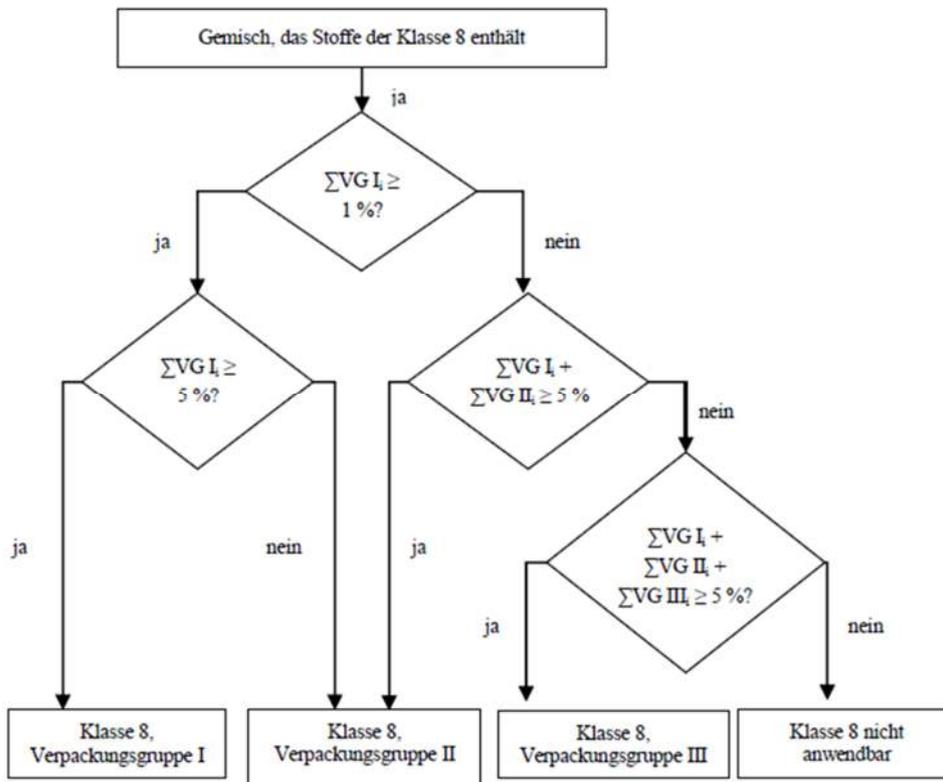 Gemisch, das Stoffe der Klasse 8 enthält
ja
∑VG Iᵢ ≥
1 %?
ja
nein
∑VG Iᵢ ≥
5 %?
∑VG Iᵢ +
∑VG IIᵢ ≥ 5 %
nein
ja
nein
ja
∑VG Iᵢ +
∑VG IIᵢ +
∑VG IIIᵢ ≥ 5 %?
ja
nein
Klasse 8,
Verpackungsgruppe I
Klasse 8,
Verpackungsgruppe II
Klasse 8,
Verpackungsgruppe III
Klasse 8 nicht
anwendbar